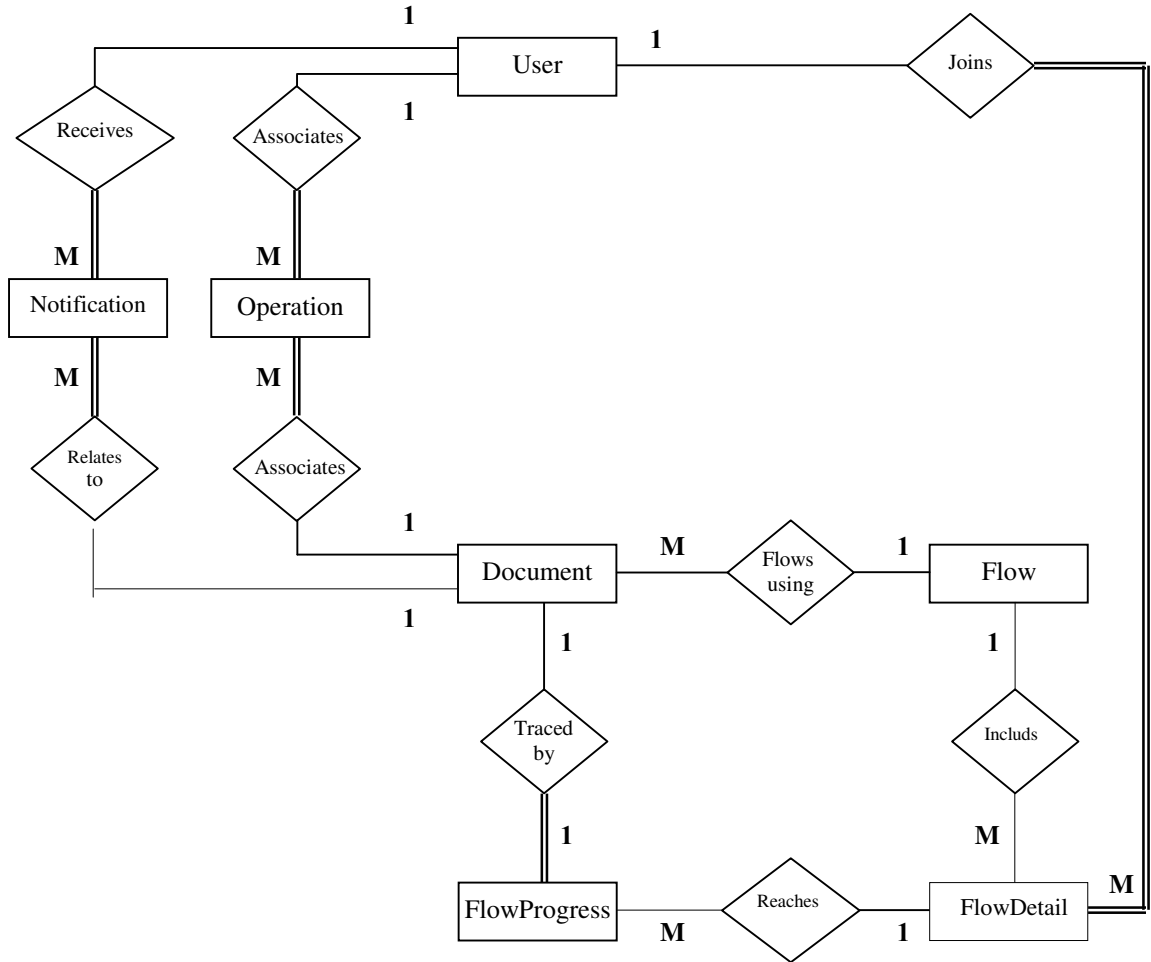 1
User
1
Joins
1
Receives
Associates
M
M
Notification
Operation
M
M
Relates
to
Associates
1
M
Flows
using
1
Document
Flow
1
1
1
Traced
by
Includs
1
M
FlowProgress
M
Reaches
1
FlowDetail
M